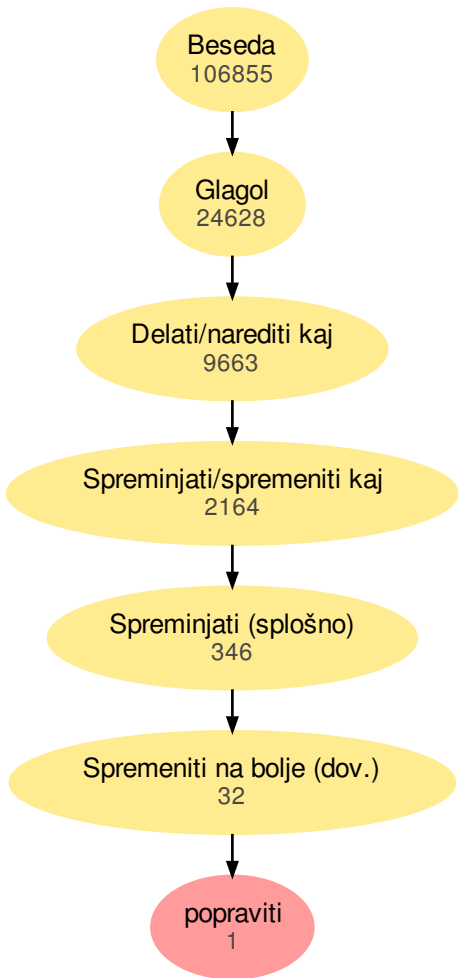 Beseda
106855
Glagol
24628
Delati/narediti kaj
9663
Spreminjati/spremeniti kaj
2164
Spreminjati (splošno)
346
Spremeniti na bolje (dov.)
32
popraviti
1